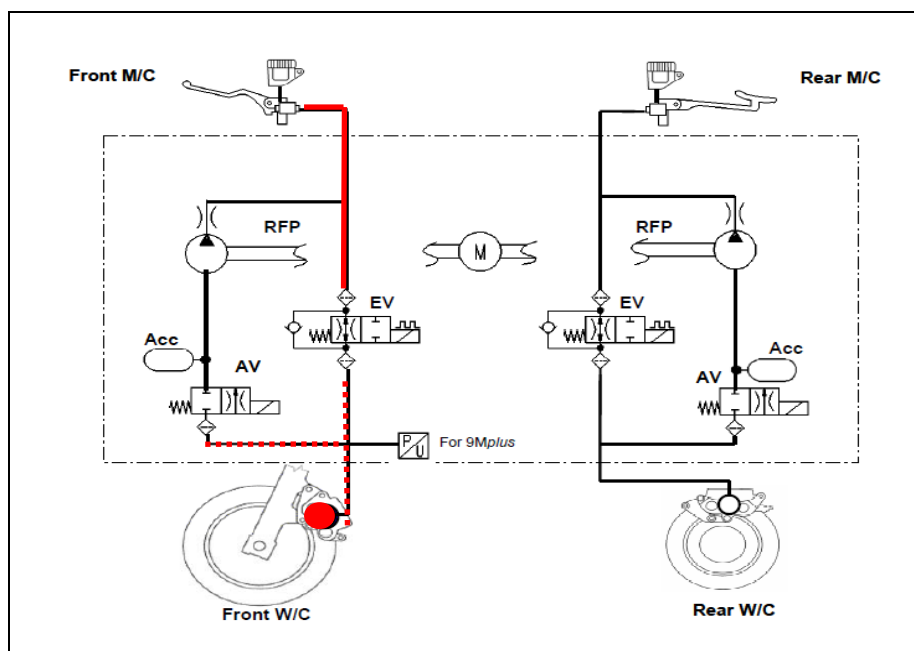 Front M/C
Rear M/C
RFP
M
RFP
EV
EV
Acc
Acc
AV
AV
P
U
For 9Mplus
Front W/C
Rear W/C